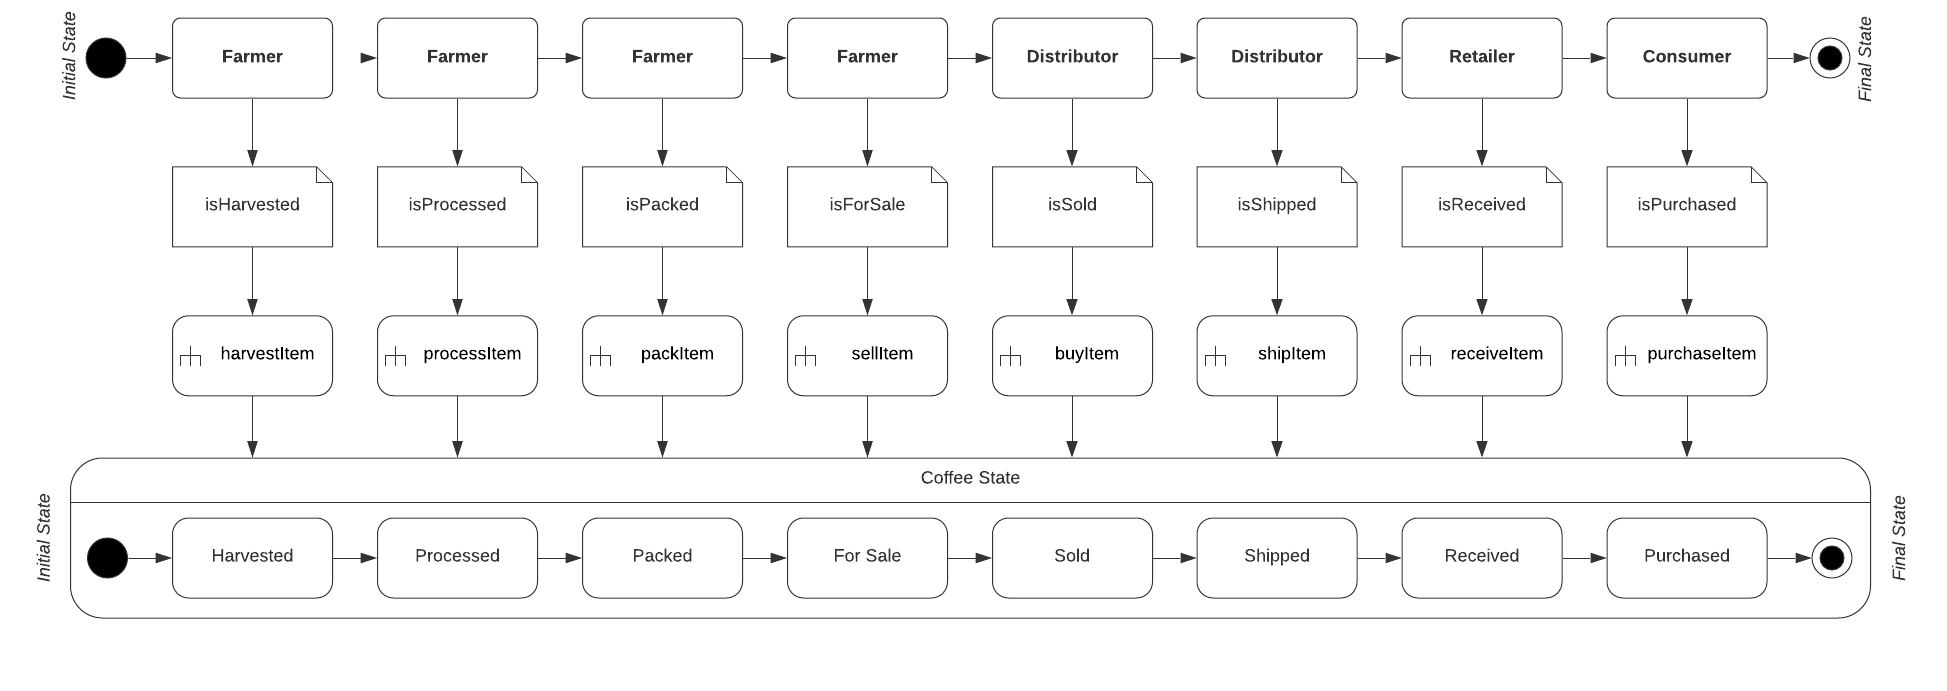 Initial State
Farmer
Farmer
Farmer
Farmer
Distributor
Distributor
Retailer
Consumer
Final State
isHarvested
isProcessed
isPacked
isForSale
isSold
isShipped
isReceived
isPurchased
harvestItem
processItem
packItem
sellItem
buyItem
shipItem
receiveItem
purchaseItem
Coffee State
Initial State
Harvested
Processed
Packed
For Sale
Sold
Shipped
Received
Purchased
Final State